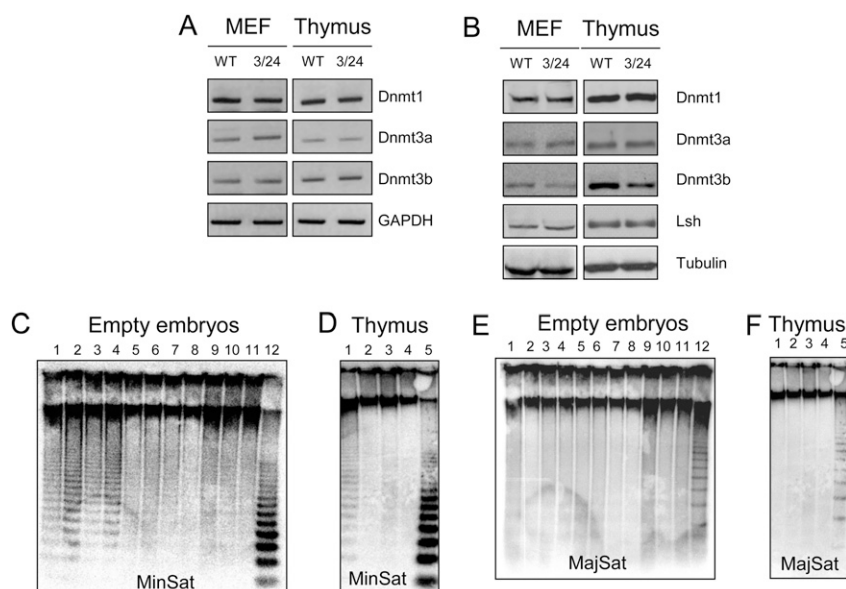 A
MEF Thymus
WT 3/24 WT 3/24
Dnmt1
Dnmt3a
Dnmt3b
GAPDH
B
MEF Thymus
WT 3/24 WT 3/24
Dnmt1
Dnmt3a
Dnmt3b
Lsh
Tubulin
C Empty embryos
1 2 3 4 5 6 7 8 9 10 11 12
MinSat
D Thymus
1 2 3 4 5
MinSat
E Empty embryos
1 2 3 4 5 6 7 8 9 10 11 12
MajSat
F Thymus
1 2 3 4 5
MajSat